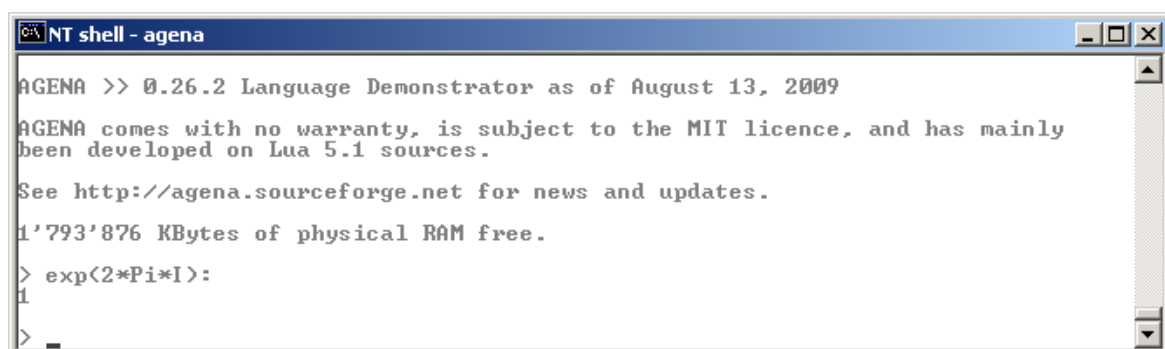 NT shell - agena
AGENA >> 0.26.2 Language Demonstrator as of August 13, 2009
AGENA comes with no warranty, is subject to the MIT licence, and has mainly
been developed on Lua 5.1 sources.
See http://agena.sourceforge.net for news and updates.
1'793'876 KBytes of physical RAM free.
> exp(2*Pi*I):
1
> _